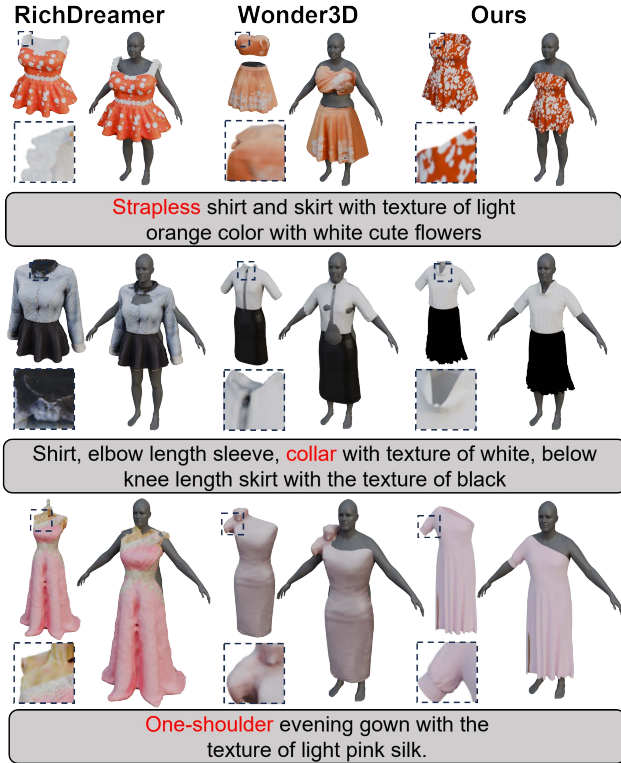 RichDreamer Wonder3D Ours
Strapless shirt and skirt with texture of light
orange color with white cute flowers
Shirt, elbow length sleeve, collar with texture of white, below
knee length skirt with the texture of black
One-shoulder evening gown with the
texture of light pink silk.